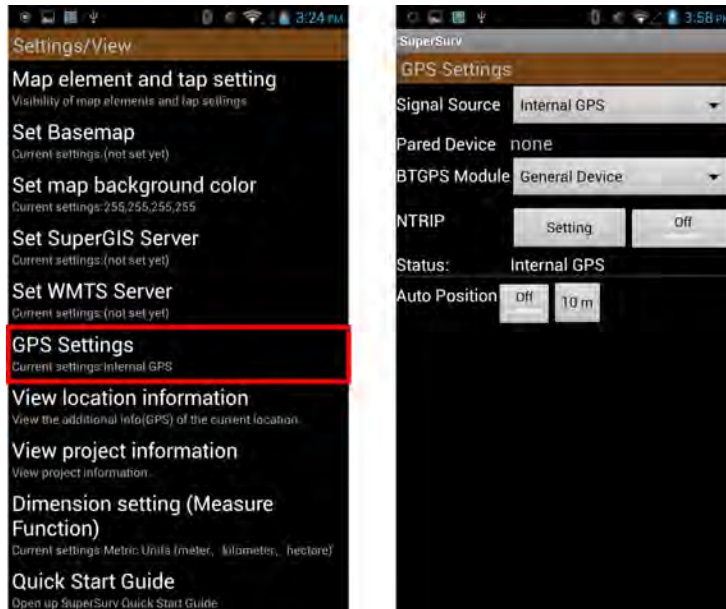 3:24 PM
Settings/View
Map element and tap setting
Visibility of map elements and tap settings
Set Basemap
Current settings:(not set yet)
Set map background color
Current settings:255,255,255,255
Set SuperGIS Server
Current settings:(not set yet)
Set WMTS Server
Current settings:(not set yet)
GPS Settings
Current settings:Internal GPS
View location information
View the additional info(GPS) of the current location
View project information
View project information
Dimension setting (Measure
Function)
Current settings:Metric Units (meter、 kilometer、 hectare)
Quick Start Guide
Open up SuperSurv Quick Start Guide
3:58 PM
SuperSurv
GPS Settings
Signal Source Internal GPS
Pared Device none
BTGPS Module General Device
NTRIP Setting Off
Status: Internal GPS
Auto Position Off 10 m